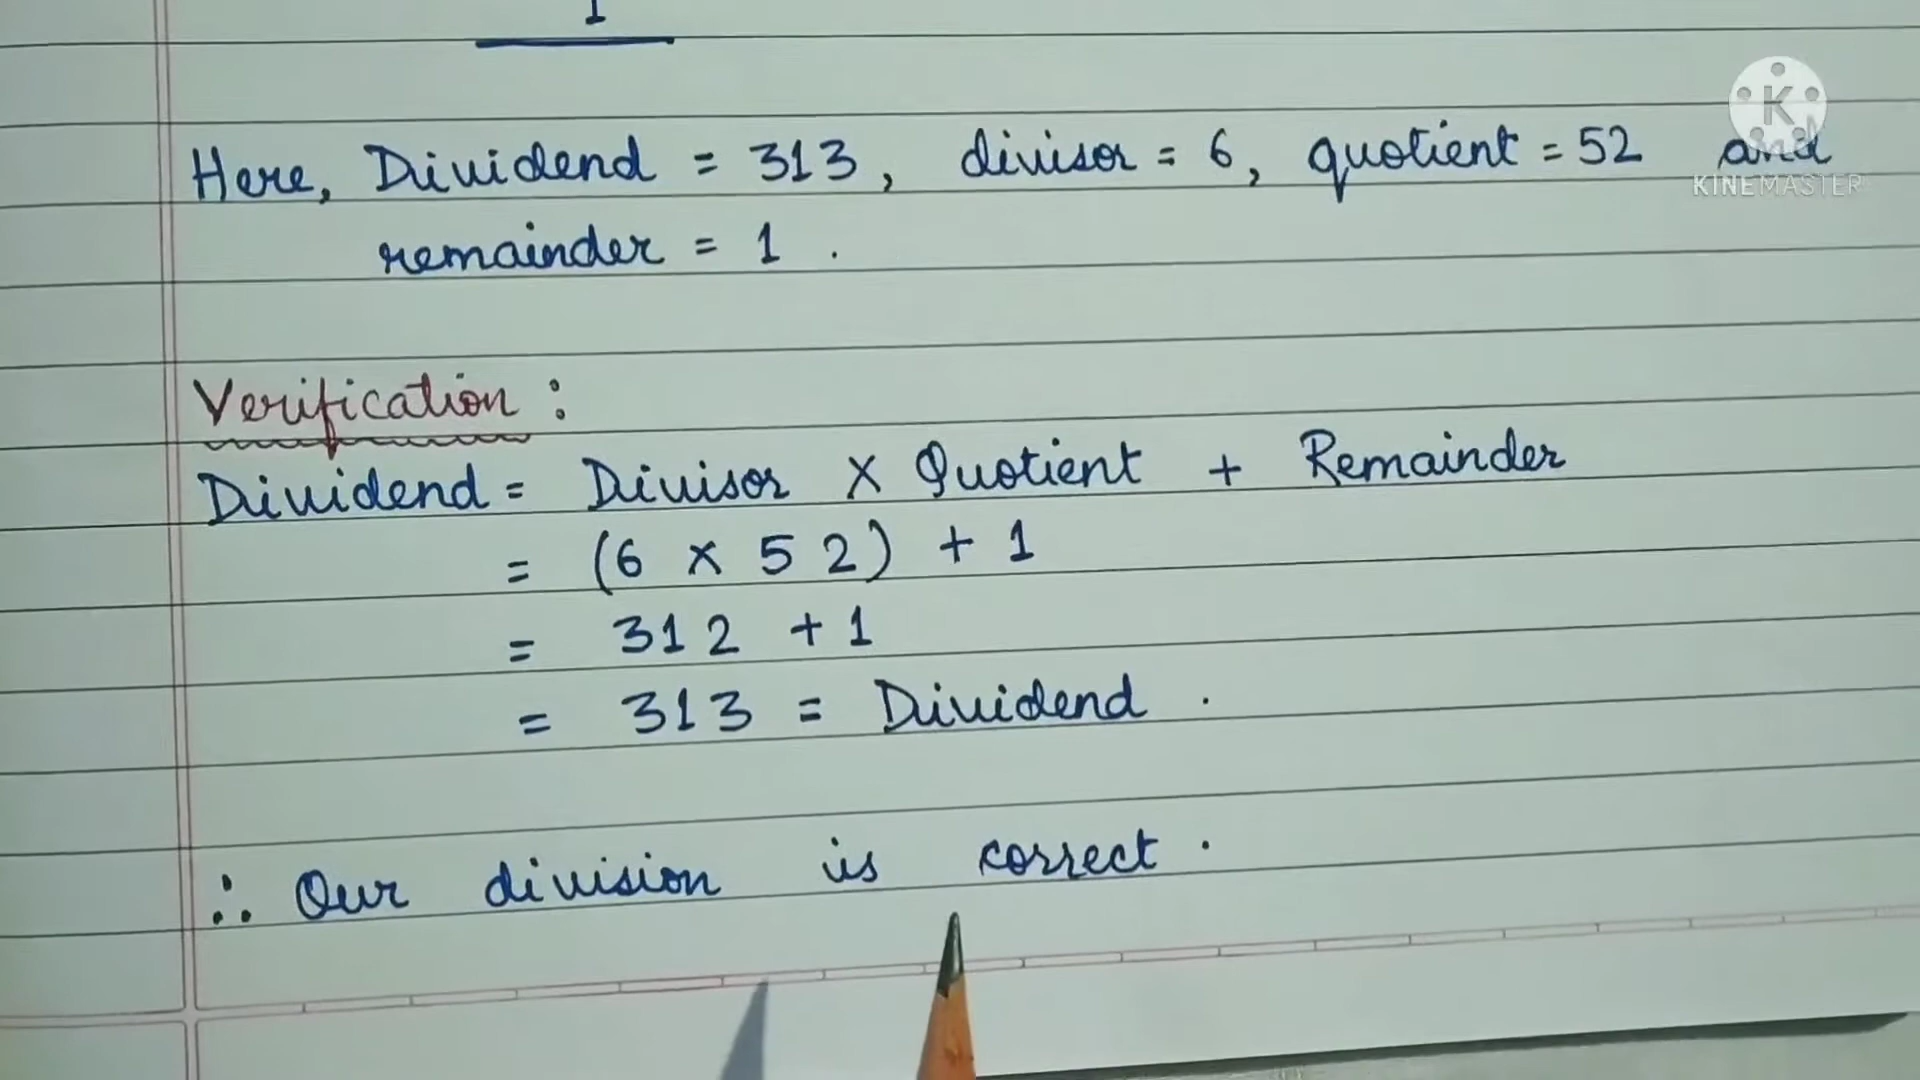 1
Here, Dividend = 313, divisor = 6, quotient = 52 and
KINEMASTER
remainder = 1 .
Verification :
Dividend = Divisor X Quotient + Remainder
= (6 x 52) + 1
= 312 + 1
= 313 = Dividend .
∴ Our division is correct .